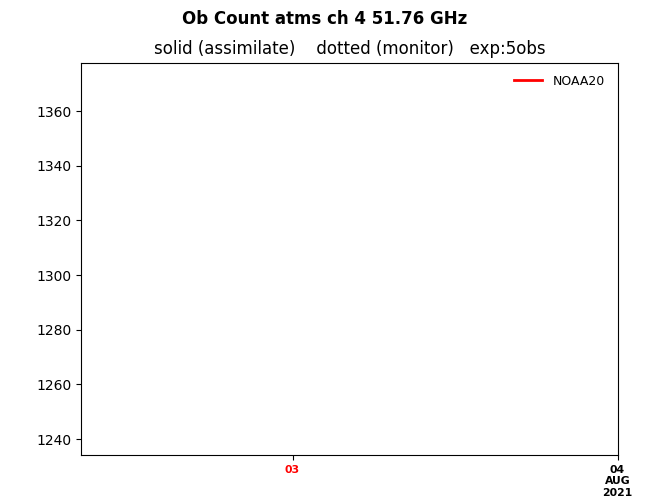 Ob Count atms ch 4 51.76 GHz
solid (assimilate) dotted (monitor) exp:5obs
NOAA20
1360
1340
1320
1300
1280
1260
1240
03
04
AUG
2021